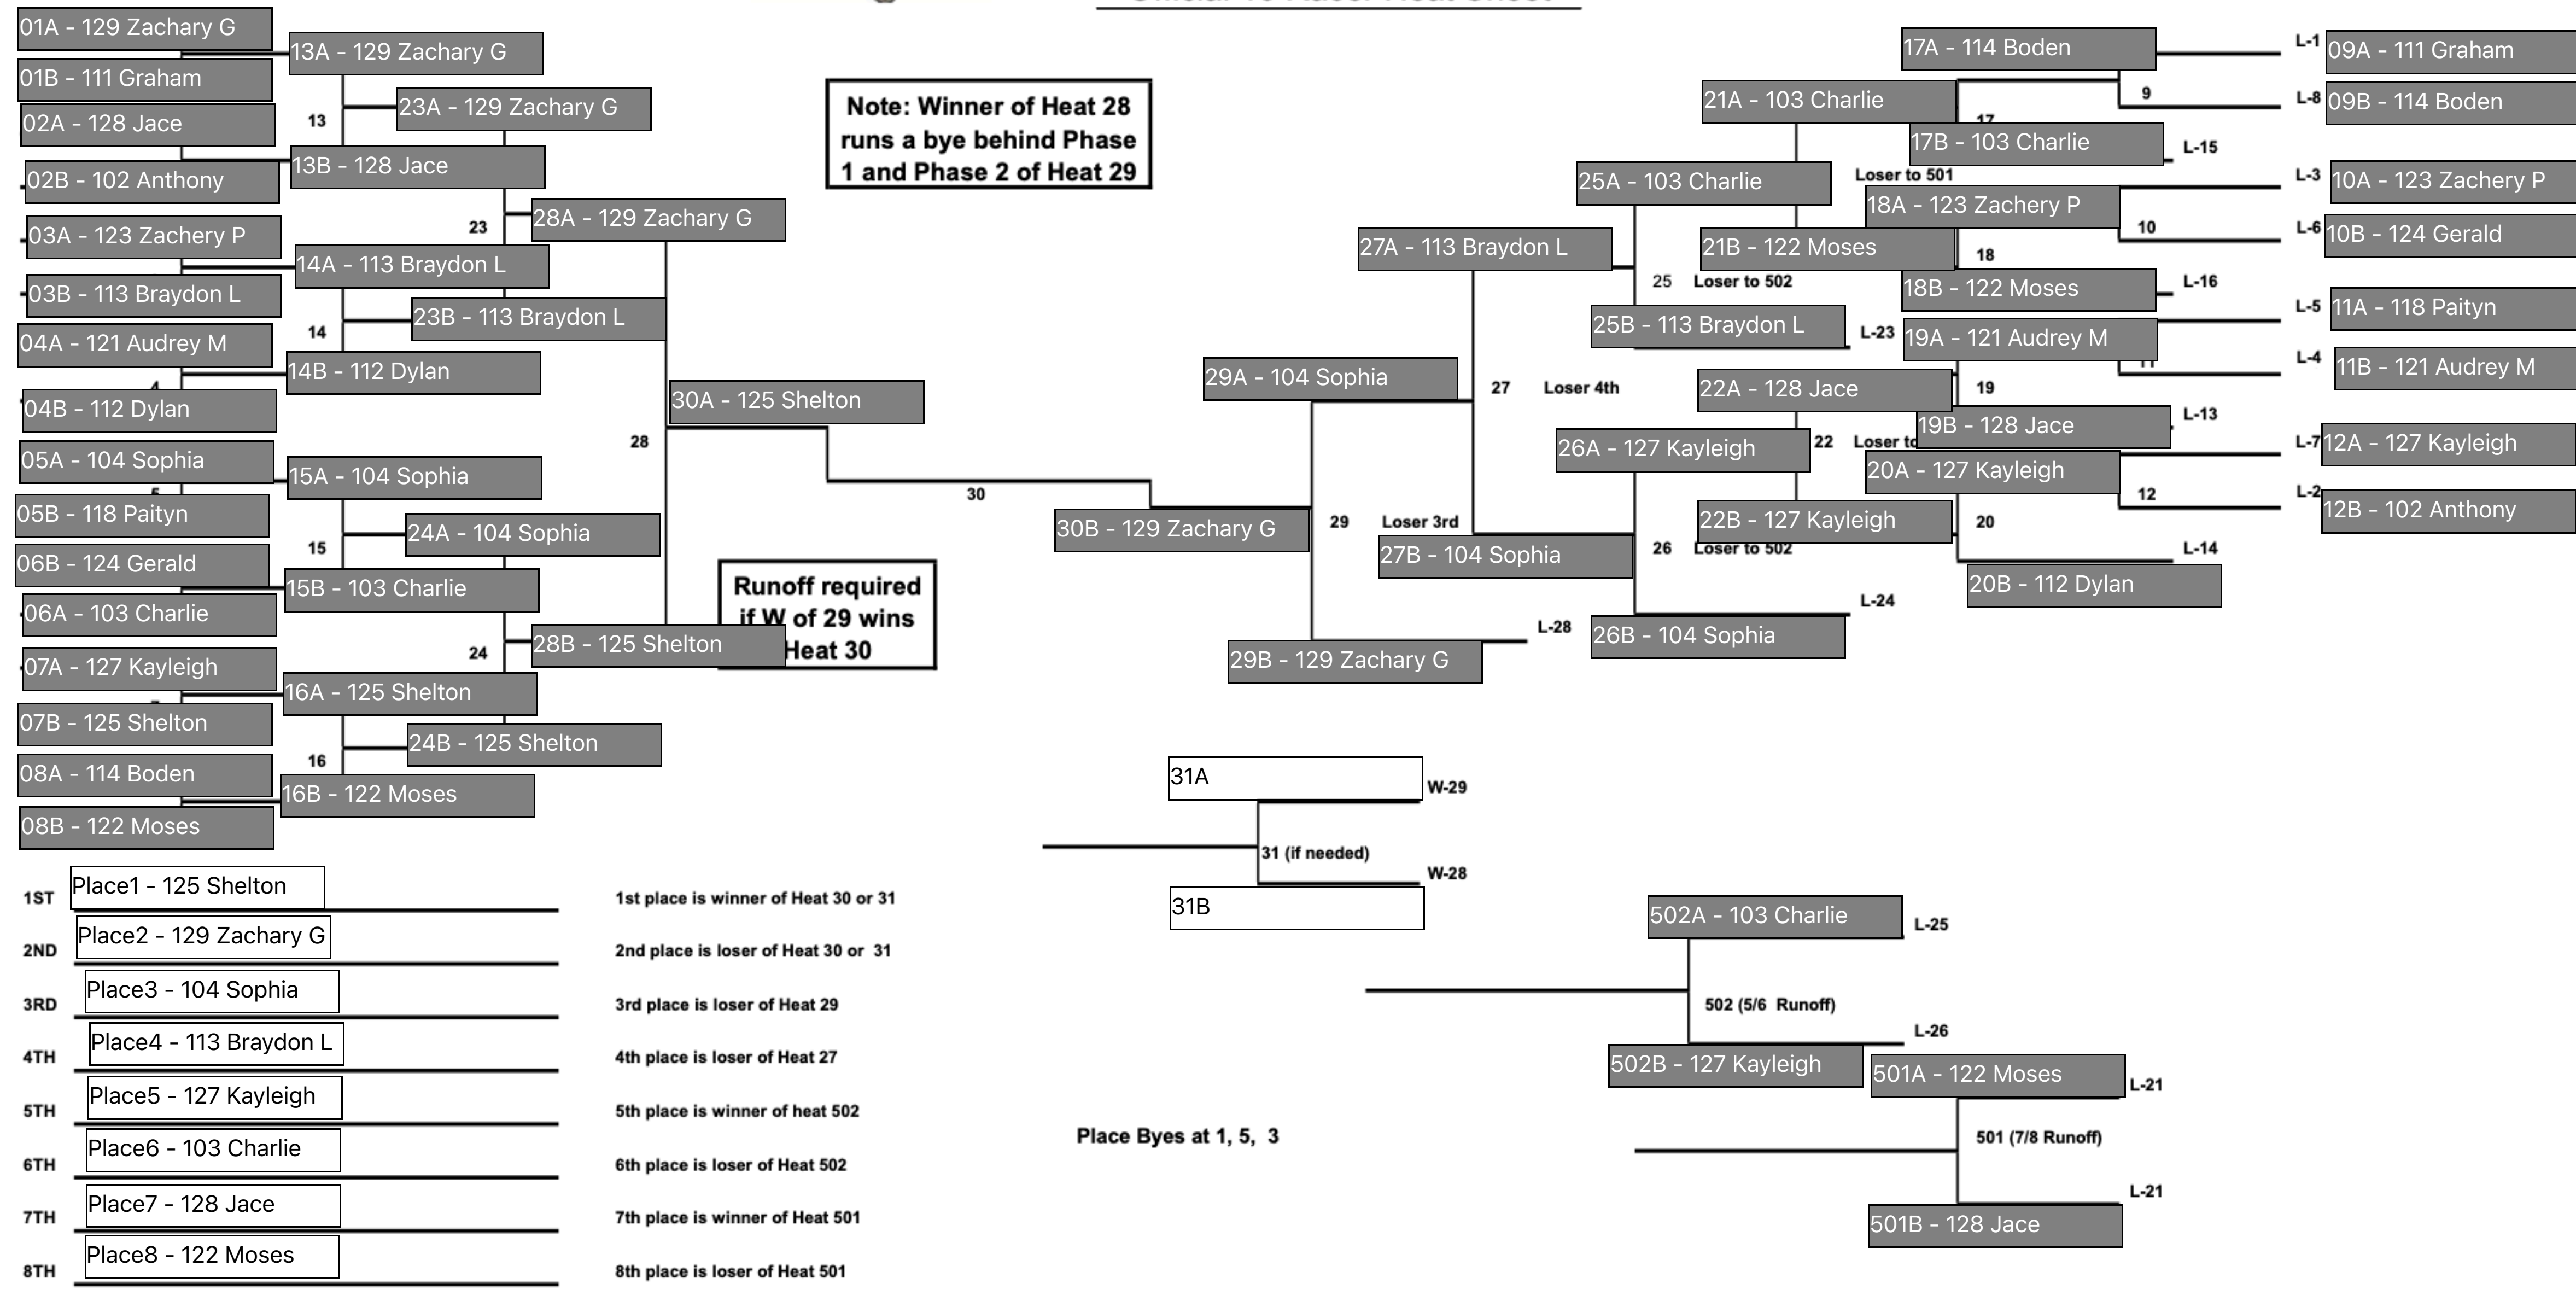 01A - 129 Zachary G
01B - 111 Graham
02A - 128 Jace
02B - 102 Anthony
03A - 123 Zachery P
03B - 113 Braydon L
04A - 121 Audrey M
04B - 112 Dylan
05A - 104 Sophia
05B - 118 Paityn
06B - 124 Gerald
06A - 103 Charlie
07A - 127 Kayleigh
07B - 125 Shelton
08A - 114 Boden
08B - 122 Moses
13A - 129 Zachary G
13
13B - 128 Jace
14A - 113 Braydon L
14
14B - 112 Dylan
15A - 104 Sophia
15
15B - 103 Charlie
16A - 125 Shelton
16
16B - 122 Moses
23A - 129 Zachary G
23
23B - 113 Braydon L
24A - 104 Sophia
24
24B - 125 Shelton
28A - 129 Zachary G
28
28B - 125 Shelton
30A - 125 Shelton
30
30B - 129 Zachary G
Note: Winner of Heat 28
runs a bye behind Phase
1 and Phase 2 of Heat 29
Runoff required
if W of 29 wins
Heat 30
29A - 104 Sophia
29 Loser 3rd
29B - 129 Zachary G
L-28
27A - 113 Braydon L
27 Loser 4th
27B - 104 Sophia
25A - 103 Charlie
25 Loser to 502
25B - 113 Braydon L
L-23
26A - 127 Kayleigh
26 Loser to 502
26B - 104 Sophia
L-24
21A - 103 Charlie
Loser to 501
21B - 122 Moses
22A - 128 Jace
22 Loser to
22B - 127 Kayleigh
17A - 114 Boden
17
17B - 103 Charlie
L-15
18A - 123 Zachery P
18
18B - 122 Moses
L-16
19A - 121 Audrey M
19
19B - 128 Jace
L-13
20A - 127 Kayleigh
20
20B - 112 Dylan
L-14
L-1 09A - 111 Graham
9
L-8 09B - 114 Boden
L-3 10A - 123 Zachery P
10
L-6 10B - 124 Gerald
L-5 11A - 118 Paityn
L-4 11B - 121 Audrey M
L-7 12A - 127 Kayleigh
12
L-2 12B - 102 Anthony
31A
W-29
31 (if needed)
W-28
31B
502A - 103 Charlie
L-25
502 (5/6 Runoff)
L-26
502B - 127 Kayleigh
501A - 122 Moses
L-21
501 (7/8 Runoff)
L-21
501B - 128 Jace
Place Byes at 1, 5, 3
1ST Place1 - 125 Shelton 1st place is winner of Heat 30 or 31
2ND Place2 - 129 Zachary G 2nd place is loser of Heat 30 or 31
3RD Place3 - 104 Sophia 3rd place is loser of Heat 29
4TH Place4 - 113 Braydon L 4th place is loser of Heat 27
5TH Place5 - 127 Kayleigh 5th place is winner of heat 502
6TH Place6 - 103 Charlie 6th place is loser of Heat 502
7TH Place7 - 128 Jace 7th place is winner of Heat 501
8TH Place8 - 122 Moses 8th place is loser of Heat 501